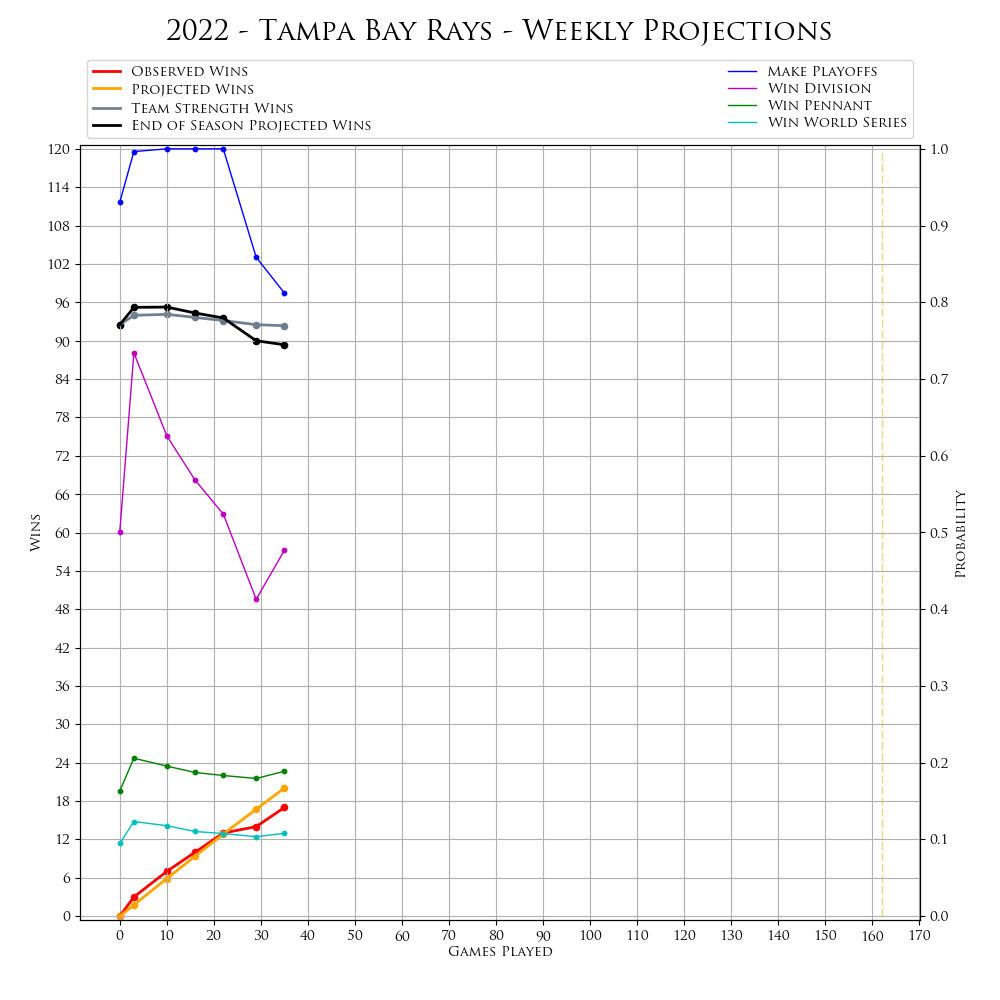 2022 - Tampa Bay Rays - Weekly Projections
Observed Wins
Projected Wins
Team Strength Wins
End of Season Projected Wins
Make Playoffs
Win Division
Win Pennant
Win World Series
120
114
108
102
96
90
84
78
72
66
60
54
48
42
36
30
24
18
12
6
0
Wins
1.0
0.9
0.8
0.7
0.6
0.5
0.4
0.3
0.2
0.1
0.0
Probability
0 10 20 30 40 50 60 70 80 90 100 110 120 130 140 150 160 170
Games Played